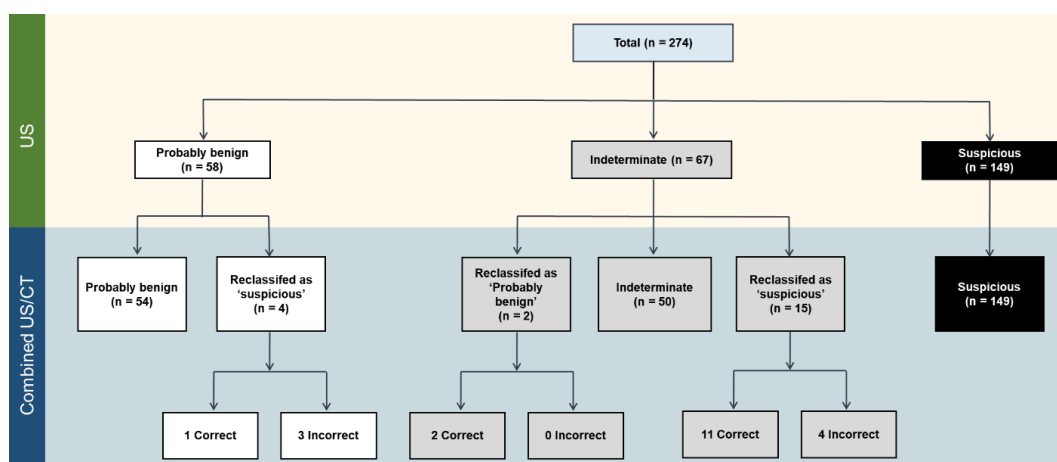 US
Total (n = 274)
Probably benign
(n = 58)
Indeterminate (n = 67)
Suspicious
(n = 149)
Combined US/CT
Probably benign
(n = 54)
Reclassifed as
‘suspicious’
(n = 4)
Reclassifed as
‘Probably
benign’
(n = 2)
Indeterminate
(n = 50)
Reclassifed as
‘suspicious’
(n = 15)
Suspicious
(n = 149)
1 Correct
3 Incorrect
2 Correct
0 Incorrect
11 Correct
4 Incorrect